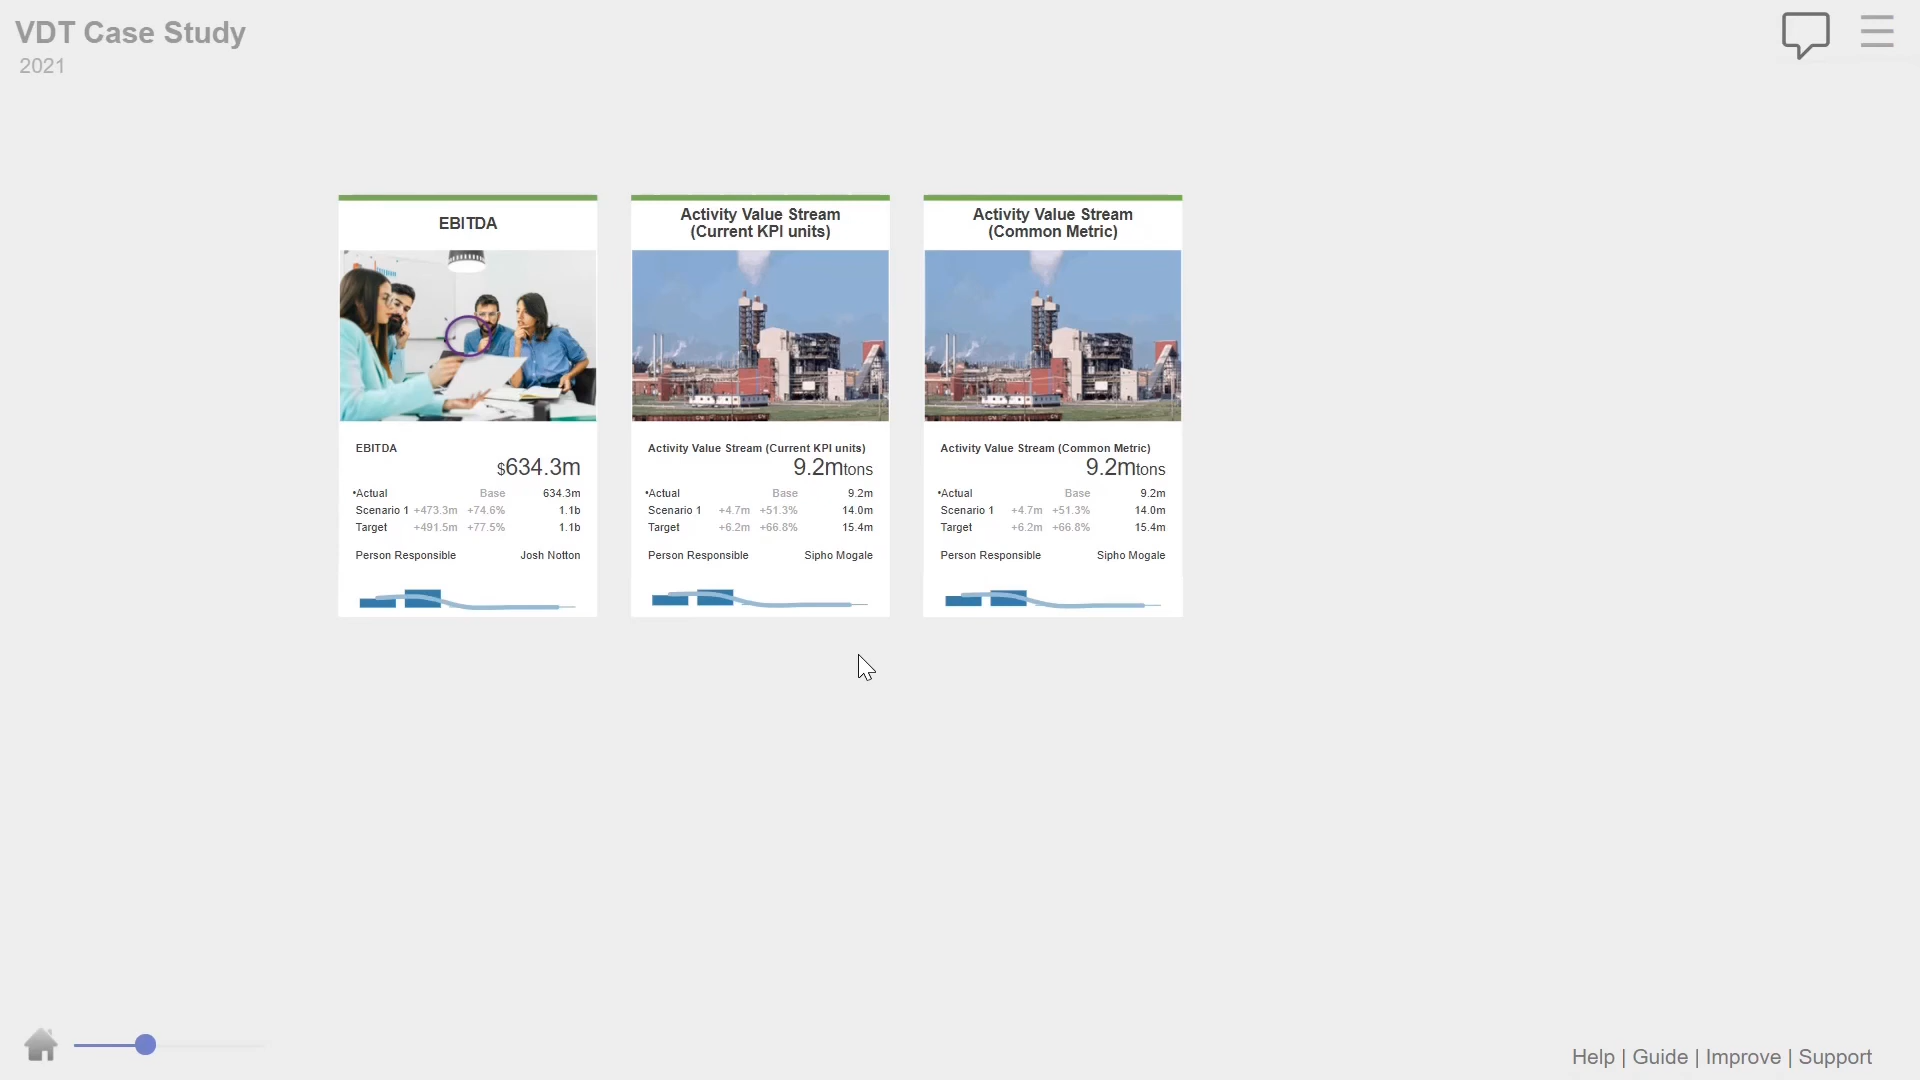 VDT Case Study
2021
EBITDA
EBITDA
$634.3m
•Actual Base 634.3m
Scenario 1 +473.3m +74.6% 1.1b
Target +491.5m +77.5% 1.1b
Person Responsible Josh Notton
Activity Value Stream
(Current KPI units)
Activity Value Stream (Current KPI units)
9.2mtons
•Actual Base 9.2m
Scenario 1 +4.7m +51.3% 14.0m
Target +6.2m +66.8% 15.4m
Person Responsible Sipho Mogale
Activity Value Stream
(Common Metric)
Activity Value Stream (Common Metric)
9.2mtons
•Actual Base 9.2m
Scenario 1 +4.7m +51.3% 14.0m
Target +6.2m +66.8% 15.4m
Person Responsible Sipho Mogale
Help | Guide | Improve | Support